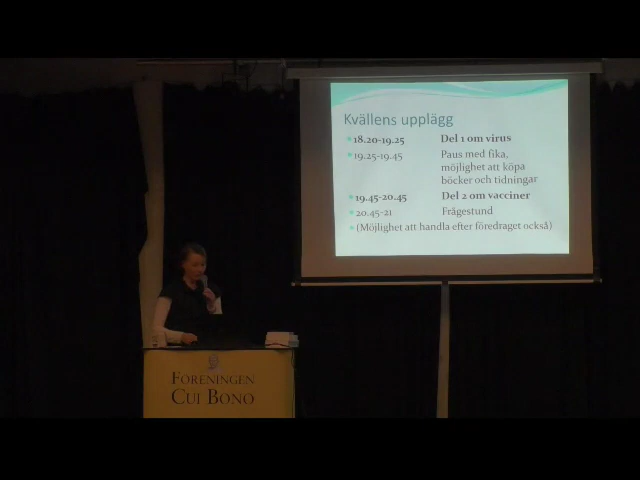 Kvällens upplägg
18.20-19.25 Del 1 om virus
19.25-19.45 Paus med fika,
möjlighet att köpa
böcker och tidningar
19.45-20.45 Del 2 om vacciner
20.45-21 Frågestund
(Möjlighet att handla efter föredraget också)
FÖRENINGEN
CUI BONO